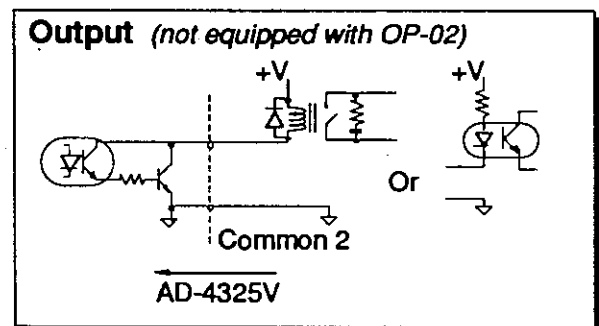 Output (not equipped with OP-02)
+V
+V
Or
Common 2
AD-4325V